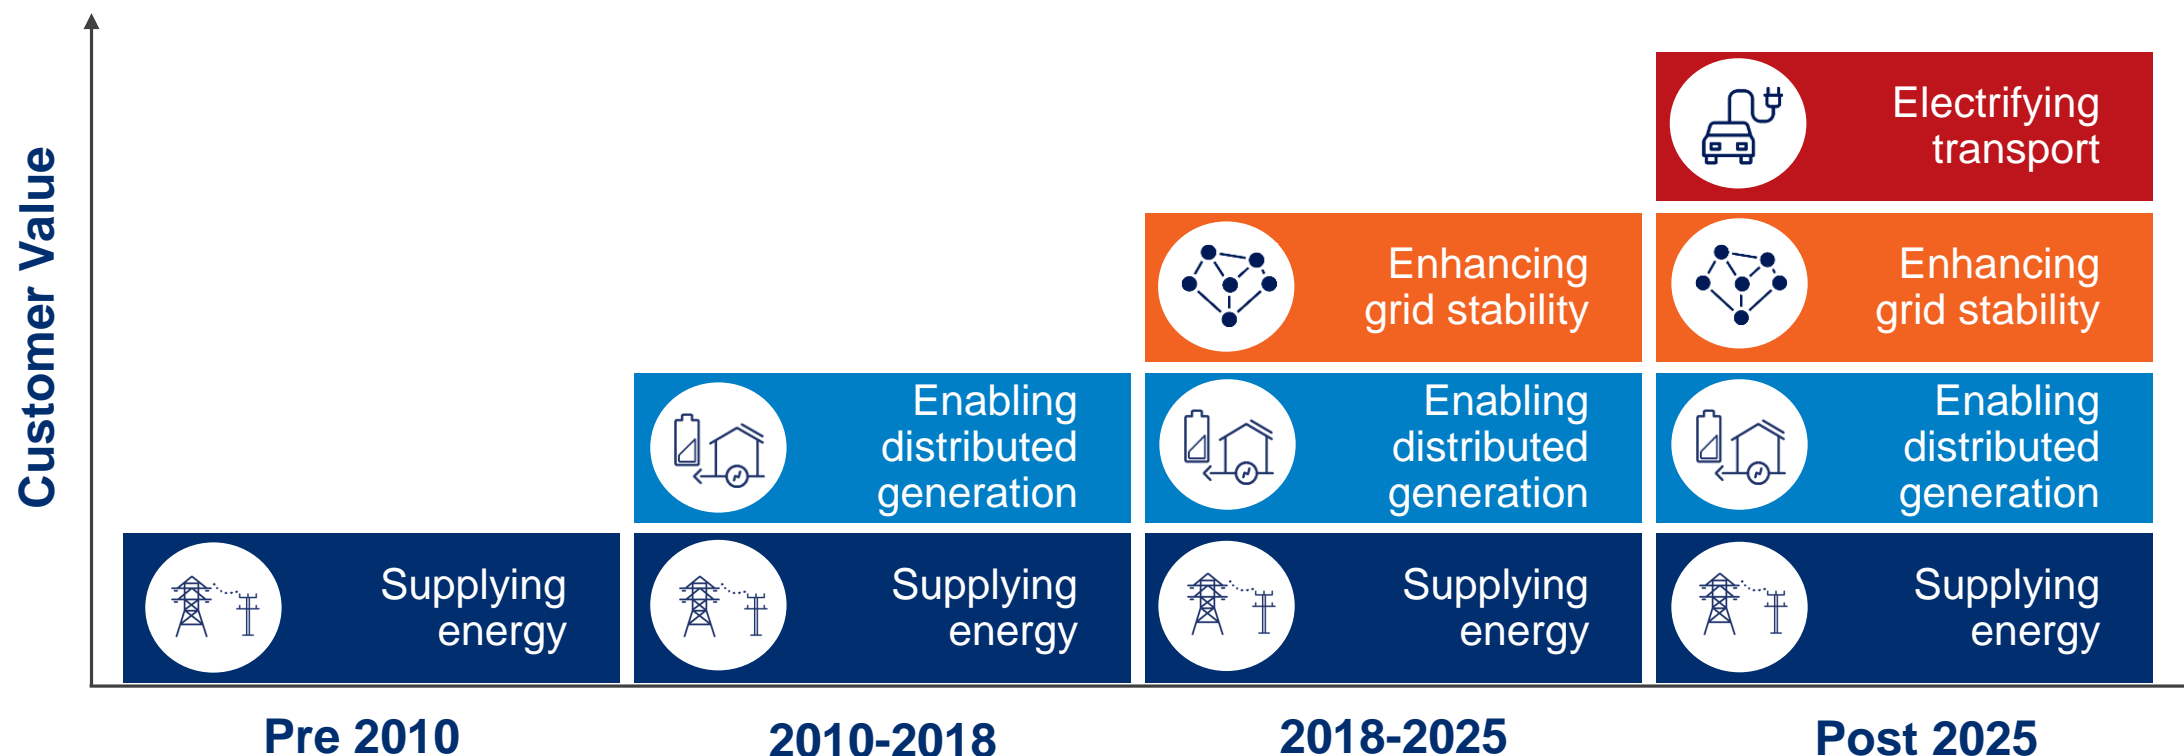 Customer Value
Electrifying
transport
Enhancing
grid stability
Enhancing
grid stability
Enabling
distributed
generation
Enabling
distributed
generation
Enabling
distributed
generation
Supplying
energy
Supplying
energy
Supplying
energy
Supplying
energy
Pre 2010
2010-2018
2018-2025
Post 2025